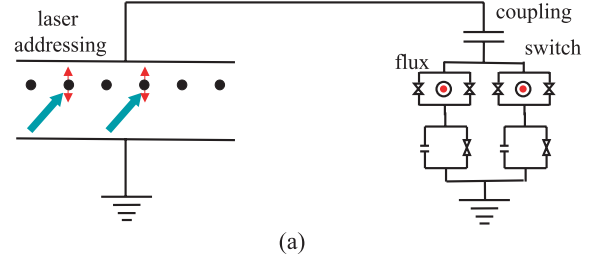 laser
addressing
coupling
switch
flux
(a)